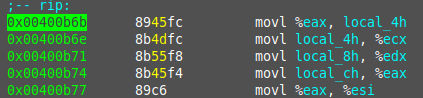 ;-- rip:
0x00400b6b 8945fc movl %eax, local_4h
0x00400b6e 8b4dfc movl local_4h, %ecx
0x00400b71 8b55f8 movl local_8h, %edx
0x00400b74 8b45f4 movl local_ch, %eax
0x00400b77 89c6 movl %eax, %esi